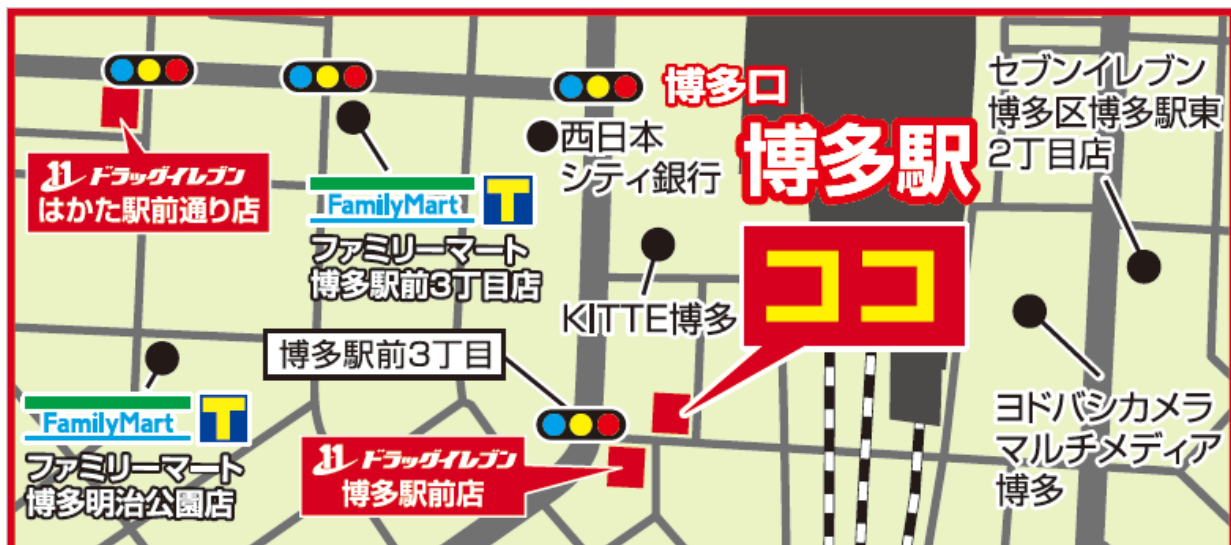 博多口
博多駅
セブンイレブン
博多区博多駅東
2丁目店
西日本
シティ銀行
11 ドラッグイレブン
はかた駅前通り店
FamilyMart T
ファミリーマート
博多駅前3丁目店
ココ
KITTE博多
博多駅前3丁目
FamilyMart T
ファミリーマート
博多明治公園店
11 ドラッグイレブン
博多駅前店
ヨドバシカメラ
マルチメディア
博多